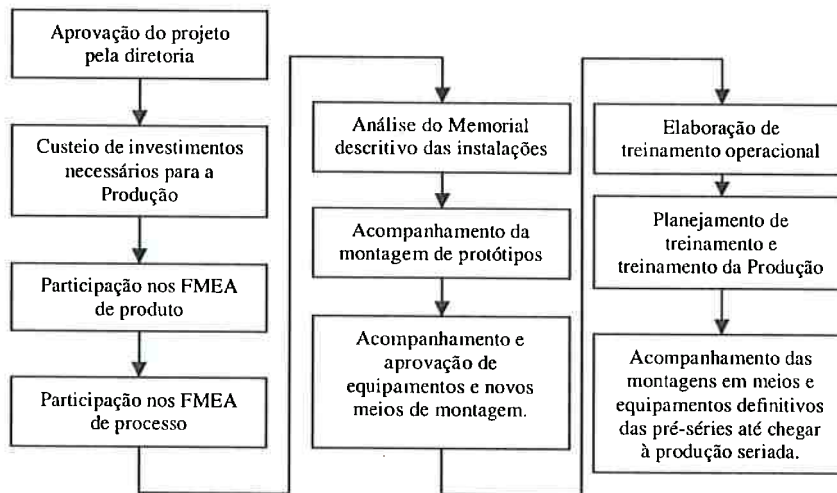 Aprovação do projeto
pela diretoria
Custeio de investimentos
necessários para a
Produção
Participação nos FMEA
de produto
Participação nos FMEA
de processo
Análise do Memorial
descritivo das instalações
Acompanhamento da
montagem de protótipos
Acompanhamento e
aprovação de
equipamentos e novos
meios de montagem.
Elaboração de
treinamento operacional
Planejamento de
treinamento e
treinamento da Produção
Acompanhamento das
montagens em meios e
equipamentos definitivos
das pré-séries até chegar
à produção seriada.